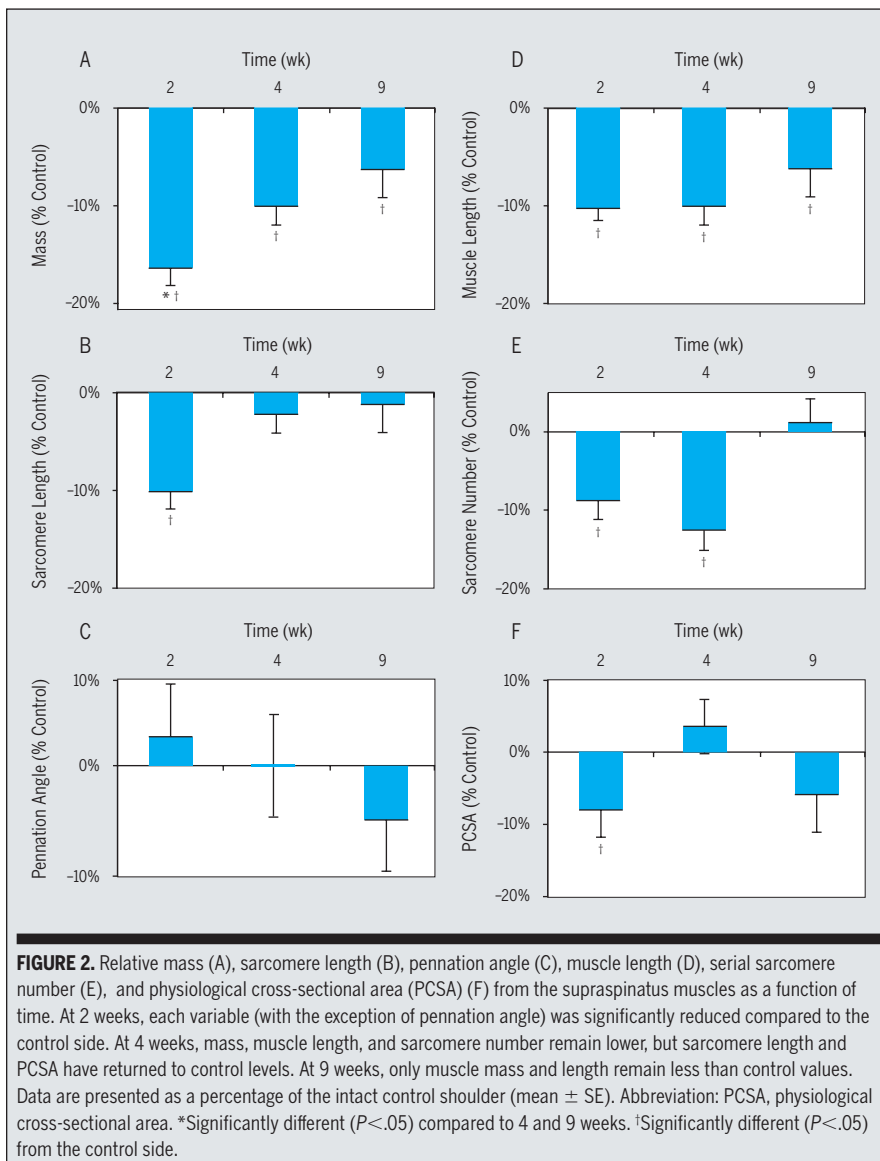 A
Time (wk)
2 4 9
0%
–10%
–20%
Mass (% Control)
* †
†
†
B
Time (wk)
2 4 9
0%
–10%
–20%
Sarcomere Length (% Control)
†
C
Time (wk)
2 4 9
10%
0%
–10%
Pennation Angle (% Control)
D
Time (wk)
2 4 9
0%
–10%
–20%
Muscle Length (% Control)
†
†
†
E
Time (wk)
2 4 9
0%
–10%
–20%
Sarcomere Number (% Control)
†
†
F
Time (wk)
2 4 9
10%
0%
–10%
–20%
PCSA (% Control)
†
FIGURE 2. Relative mass (A), sarcomere length (B), pennation angle (C), muscle length (D), serial sarcomere
number (E), and physiological cross-sectional area (PCSA) (F) from the supraspinatus muscles as a function of
time. At 2 weeks, each variable (with the exception of pennation angle) was significantly reduced compared to the
control side. At 4 weeks, mass, muscle length, and sarcomere number remain lower, but sarcomere length and
PCSA have returned to control levels. At 9 weeks, only muscle mass and length remain less than control values.
Data are presented as a percentage of the intact control shoulder (mean ± SE). Abbreviation: PCSA, physiological
cross-sectional area. *Significantly different (P<.05) compared to 4 and 9 weeks. †Significantly different (P<.05)
from the control side.